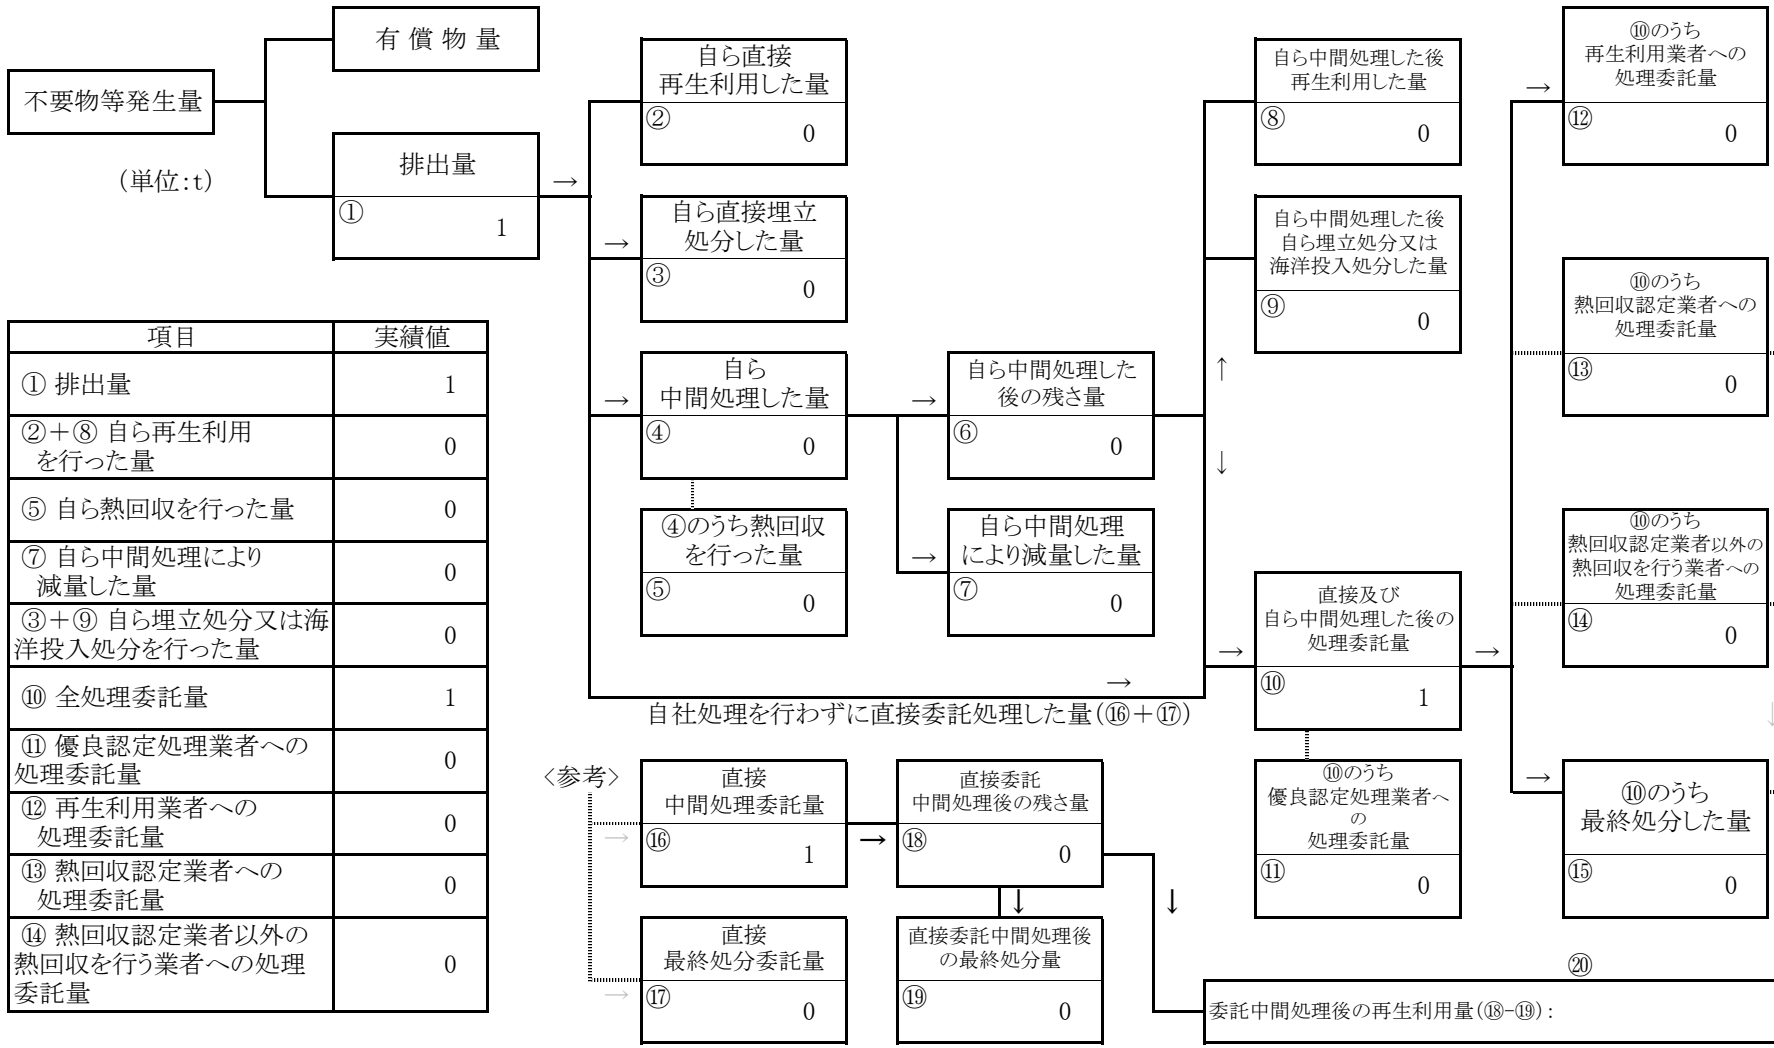 有 償 物 量
不要物等発生量
(単位:t)
排出量
①
1
→
自ら直接
再生利用した量
②
0
→
自ら直接埋立
処分した量
③
0
→
自ら
中間処理した量
④
0
④のうち熱回収
を行った量
⑤
0
→
自ら中間処理した
後の残さ量
⑥
0
→
自ら中間処理
により減量した量
⑦
0
自ら中間処理した後
再生利用した量
⑧
0
自ら中間処理した後
自ら埋立処分又は
海洋投入処分した量
⑨
0
↑
↓
→
直接及び
自ら中間処理した後の
処理委託量
⑩
1
→
⑩のうち
優良認定処理業者へ
の
処理委託量
⑪
0
→
⑩のうち
再生利用業者への
処理委託量
⑫
0
⑩のうち
熱回収認定業者への
処理委託量
⑬
0
⑩のうち
熱回収認定業者以外の
熱回収を行う業者への
処理委託量
⑭
0
↓
→
⑩のうち
最終処分した量
⑮
0
→
自社処理を行わずに直接委託処理した量(⑯+⑰)
<参考>
→
直接
中間処理委託量
⑯
1
→
直接委託
中間処理後の残さ量
⑱
0
→
直接
最終処分委託量
⑰
0
↓
直接委託中間処理後
の最終処分量
⑲
0
↓
⑳
委託中間処理後の再生利用量(⑱-⑲):
項目 実績値
① 排出量 1
②+⑧ 自ら再生利用
を行った量 0
⑤ 自ら熱回収を行った量 0
⑦ 自ら中間処理により
減量した量 0
③+⑨ 自ら埋立処分又は海
洋投入処分を行った量 0
⑩ 全処理委託量 1
⑪ 優良認定処理業者への
処理委託量 0
⑫ 再生利用業者への
処理委託量 0
⑬ 熱回収認定業者への
処理委託量 0
⑭ 熱回収認定業者以外の
熱回収を行う業者への処理
委託量 0